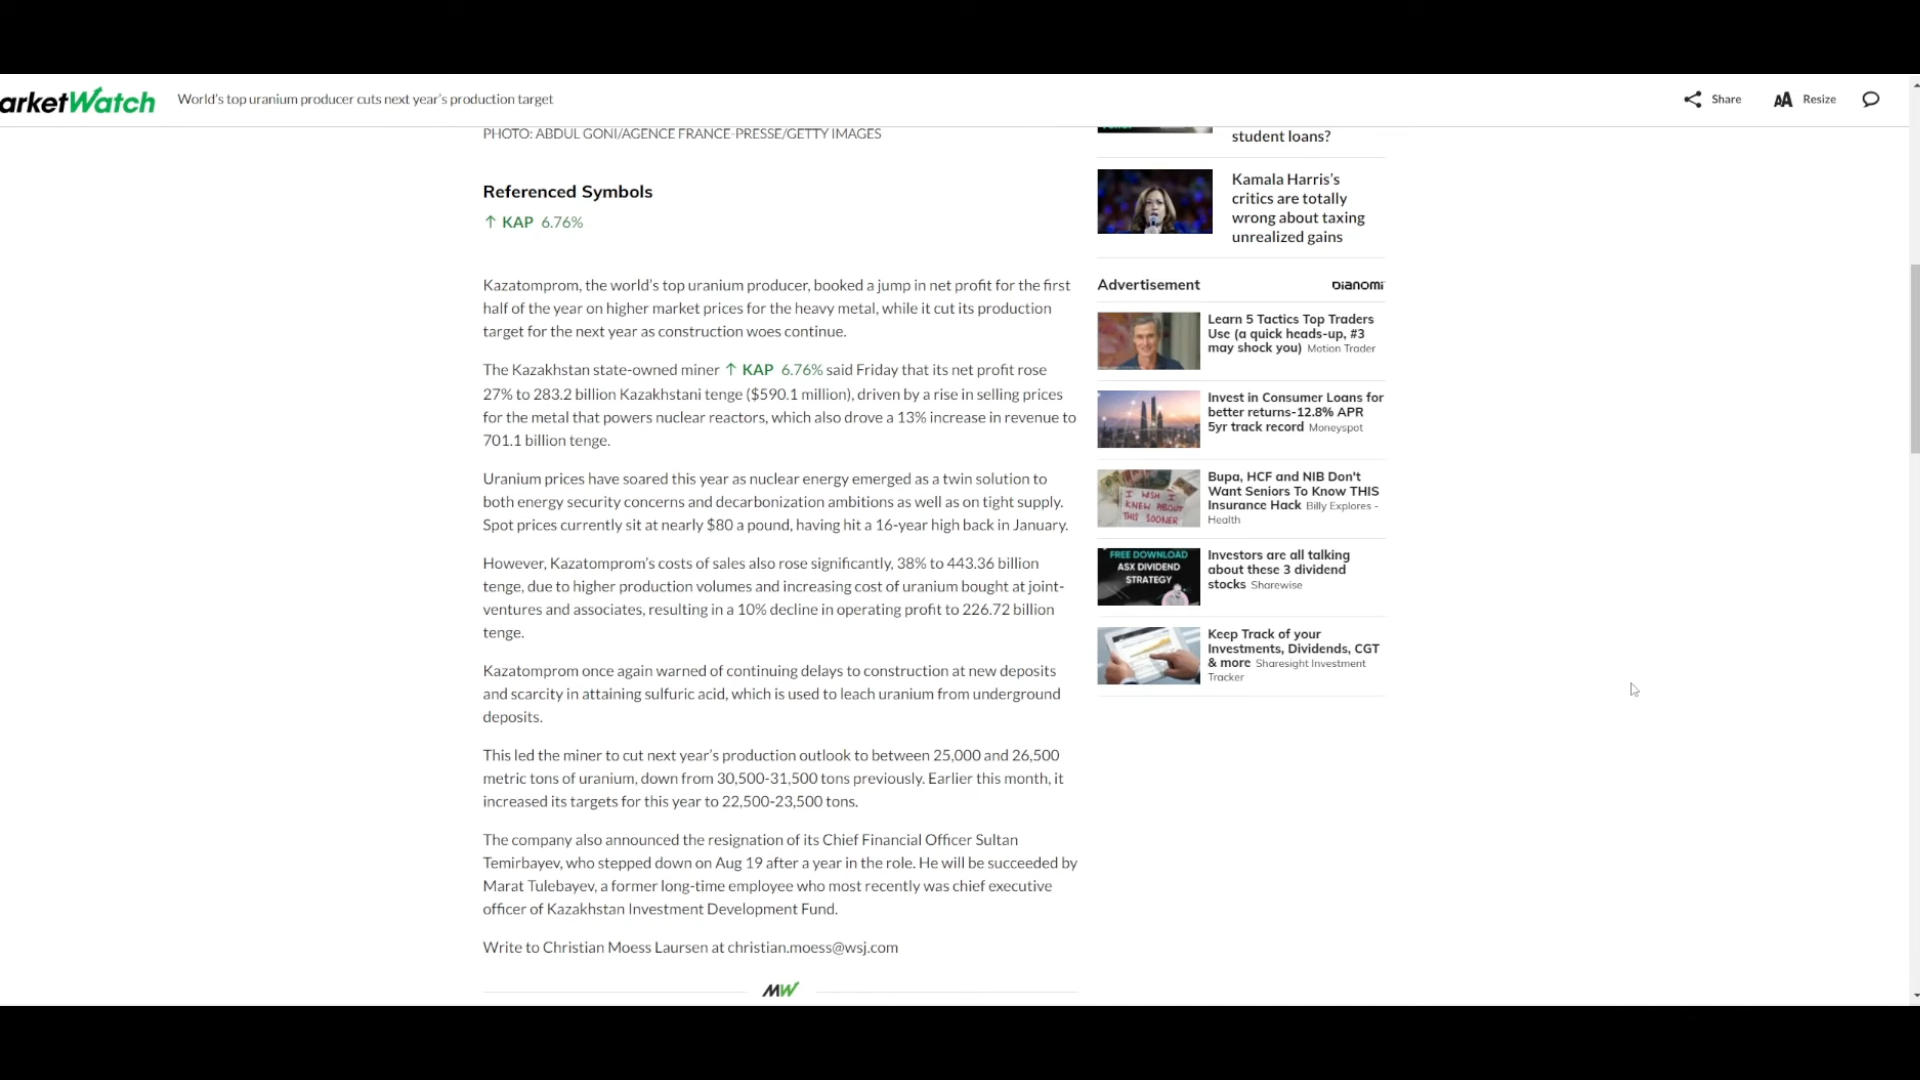 arketWatch
World's top uranium producer cuts next year's production target
Share
Resize
PHOTO: ABDUL GONI/AGENCE FRANCE-PRESSE/GETTY IMAGES
Referenced Symbols
↑ KAP 6.76%
Kazatomprom, the world's top uranium producer, booked a jump in net profit for the first
half of the year on higher market prices for the heavy metal, while it cut its production
target for the next year as construction woes continue.
The Kazakhstan state-owned miner ↑ KAP 6.76% said Friday that its net profit rose
27% to 283.2 billion Kazakhstani tenge ($590.1 million), driven by a rise in selling prices
for the metal that powers nuclear reactors, which also drove a 13% increase in revenue to
701.1 billion tenge.
Uranium prices have soared this year as nuclear energy emerged as a twin solution to
both energy security concerns and decarbonization ambitions as well as on tight supply.
Spot prices currently sit at nearly $80 a pound, having hit a 16-year high back in January.
However, Kazatomprom's costs of sales also rose significantly, 38% to 443.36 billion
tenge, due to higher production volumes and increasing cost of uranium bought at joint-
ventures and associates, resulting in a 10% decline in operating profit to 226.72 billion
tenge.
Kazatomprom once again warned of continuing delays to construction at new deposits
and scarcity in attaining sulfuric acid, which is used to leach uranium from underground
deposits.
This led the miner to cut next year's production outlook to between 25,000 and 26,500
metric tons of uranium, down from 30,500-31,500 tons previously. Earlier this month, it
increased its targets for this year to 22,500-23,500 tons.
The company also announced the resignation of its Chief Financial Officer Sultan
Temirbayev, who stepped down on Aug 19 after a year in the role. He will be succeeded by
Marat Tulebayev, a former long-time employee who most recently was chief executive
officer of Kazakhstan Investment Development Fund.
Write to Christian Moess Laursen at christian.moess@wsj.com
MW
student loans?
Kamala Harris's
critics are totally
wrong about taxing
unrealized gains
Advertisement
DIANOMI
Learn 5 Tactics Top Traders
Use (a quick heads-up, #3
may shock you) Motion Trader
Invest in Consumer Loans for
better returns-12.8% APR
5yr track record Moneyspot
I WISH I
KNEW ABOUT
THIS SOONER
Bupa, HCF and NIB Don't
Want Seniors To Know THIS
Insurance Hack Billy Explores -
Health
FREE DOWNLOAD
ASX DIVIDEND
STRATEGY
Investors are all talking
about these 3 dividend
stocks Sharewise
Keep Track of your
Investments, Dividends, CGT
& more Sharesight Investment
Tracker